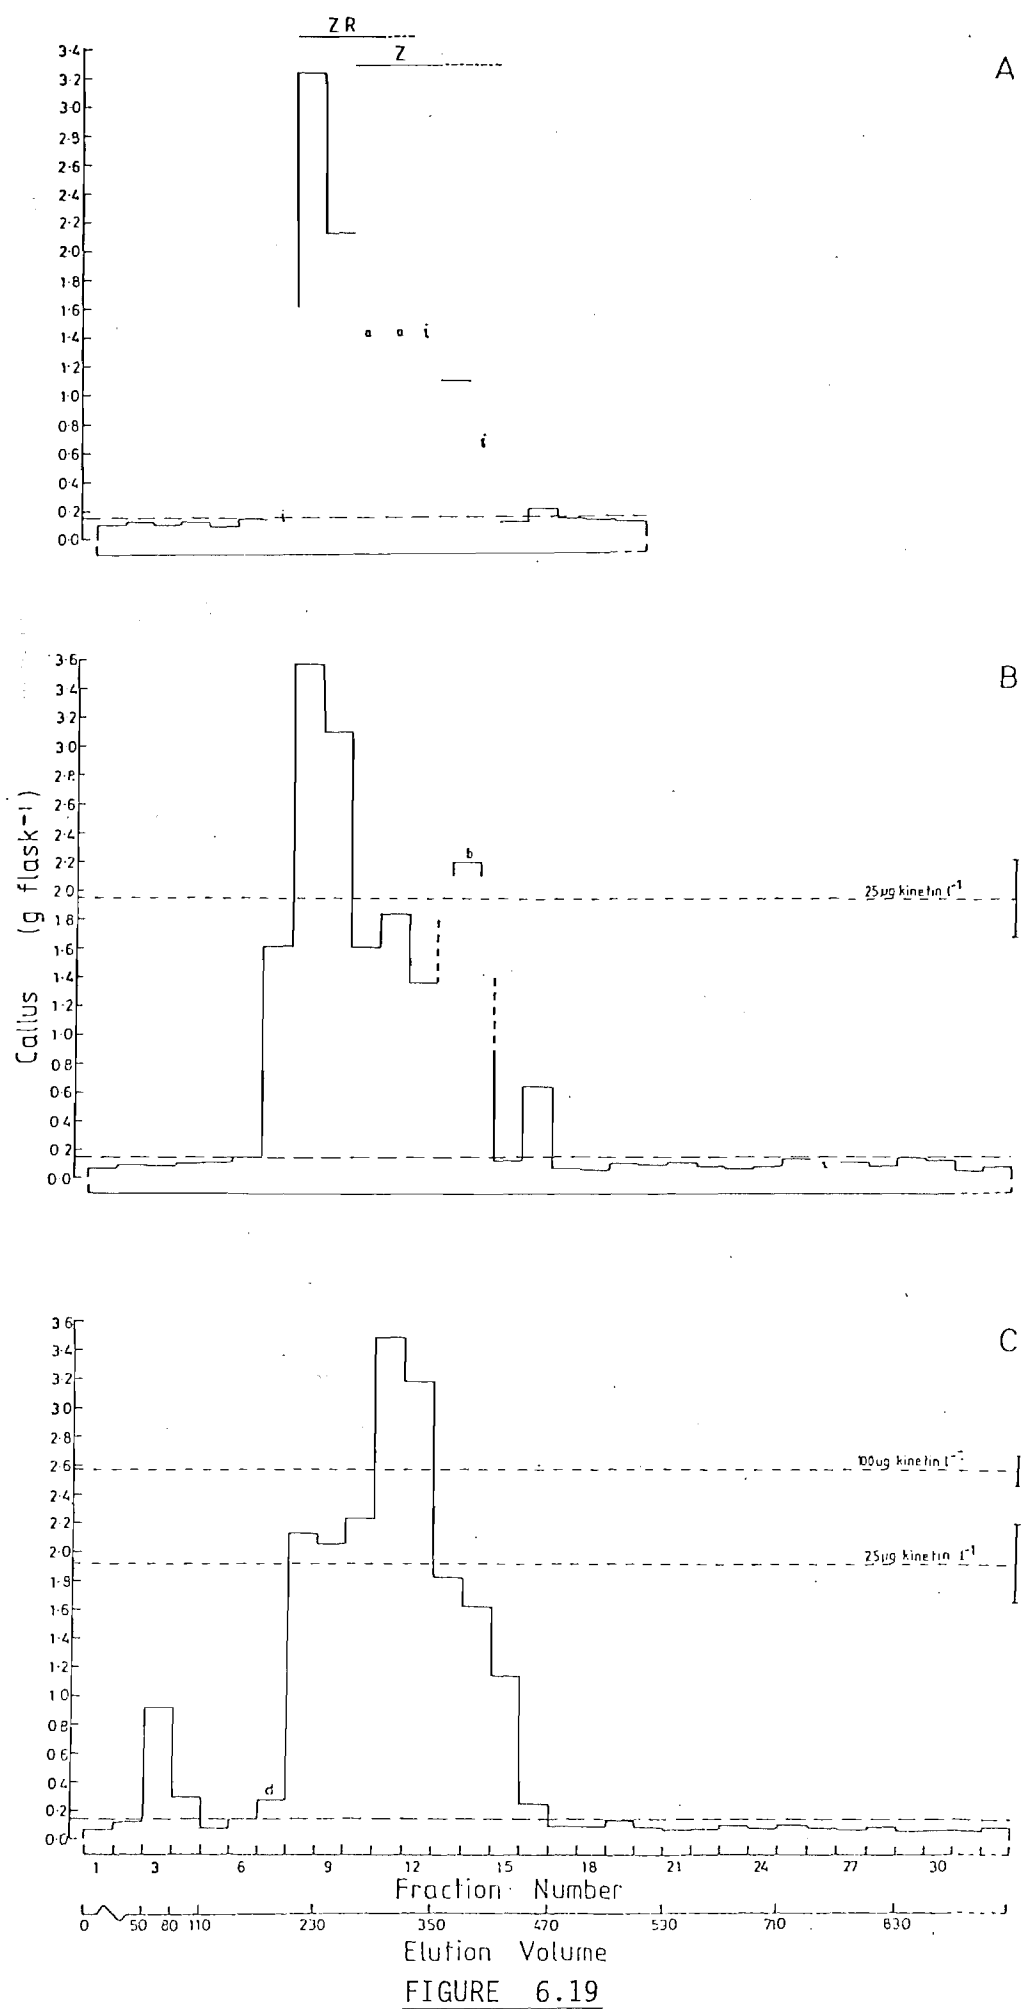 Z R
Z
A
3·4
3·2
3·0
2·8
2·6
2·4
2·2
2·0
1·8
1·6
1·4
1·2
1·0
0·8
0·6
0·4
0·2
0·0
a a i
i
i
B
3·6
3·4
3·2
3·0
2·8
2·6
2·4
2·2
2·0
1·8
1·6
1·4
1·2
1·0
0·8
0·6
0·4
0·2
0·0
b
25µg kinetin l⁻¹
i
Callus (g flask⁻¹)
C
3·6
3·4
3·2
3·0
2·8
2·6
2·4
2·2
2·0
1·8
1·6
1·4
1·2
1·0
0·8
0·6
0·4
0·2
0·0
100ug kinetin l⁻¹
25µg kinetin l⁻¹
d
1 3 6 9 12 15 18 21 24 27 30
Fraction Number
0 50 80 110 230 350 470 530 710 830
Elution Volume
FIGURE 6.19